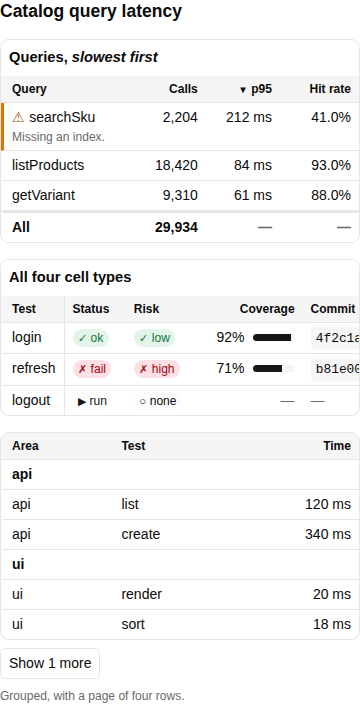 Catalog query latency
Queries, slowest first
Query Calls ▼ p95 Hit rate
⚠ searchSku 2,204 212 ms 41.0%
Missing an index.
listProducts 18,420 84 ms 93.0%
getVariant 9,310 61 ms 88.0%
All 29,934 — —
All four cell types
Test Status Risk Coverage Commit
login ✓ ok ✓ low 92% 4f2c1a
refresh ✗ fail ✗ high 71% b81e00
logout ▶ run ○ none — —
Area Test Time
api
api list 120 ms
api create 340 ms
ui
ui render 20 ms
ui sort 18 ms
Show 1 more
Grouped, with a page of four rows.